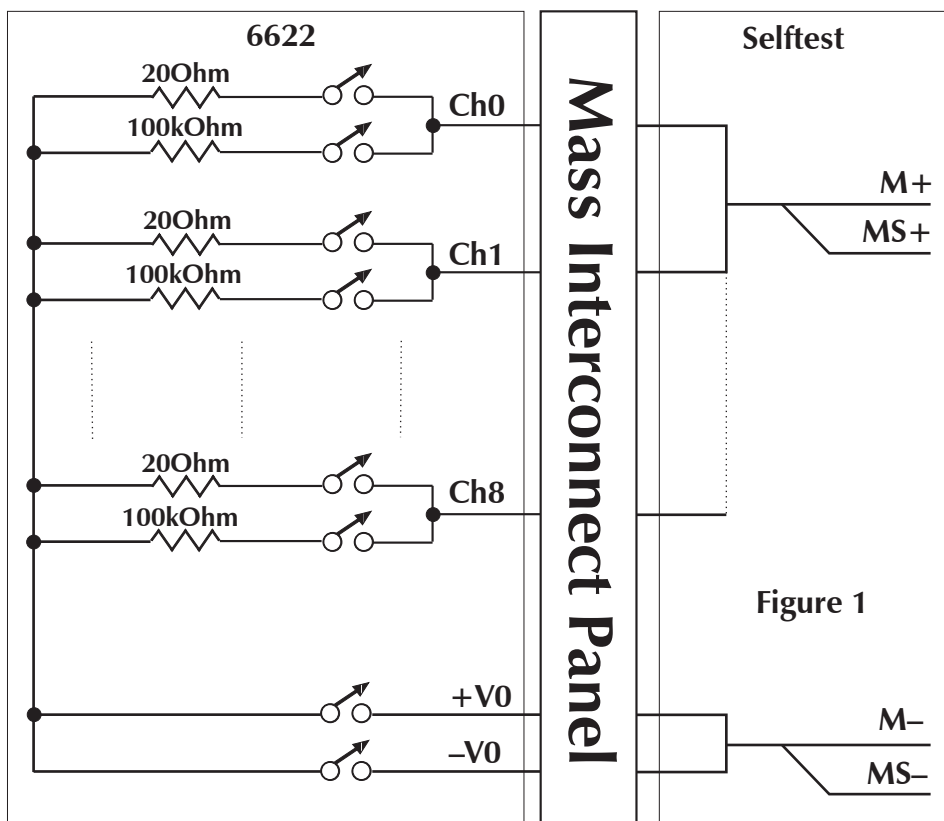 6622
Selftest
20Ohm
Ch0
100kOhm
M+
MS+
20Ohm
Ch1
100kOhm
20Ohm
Ch8
100kOhm
Mass Interconnect Panel
Figure 1
+V0
M–
–V0
MS–